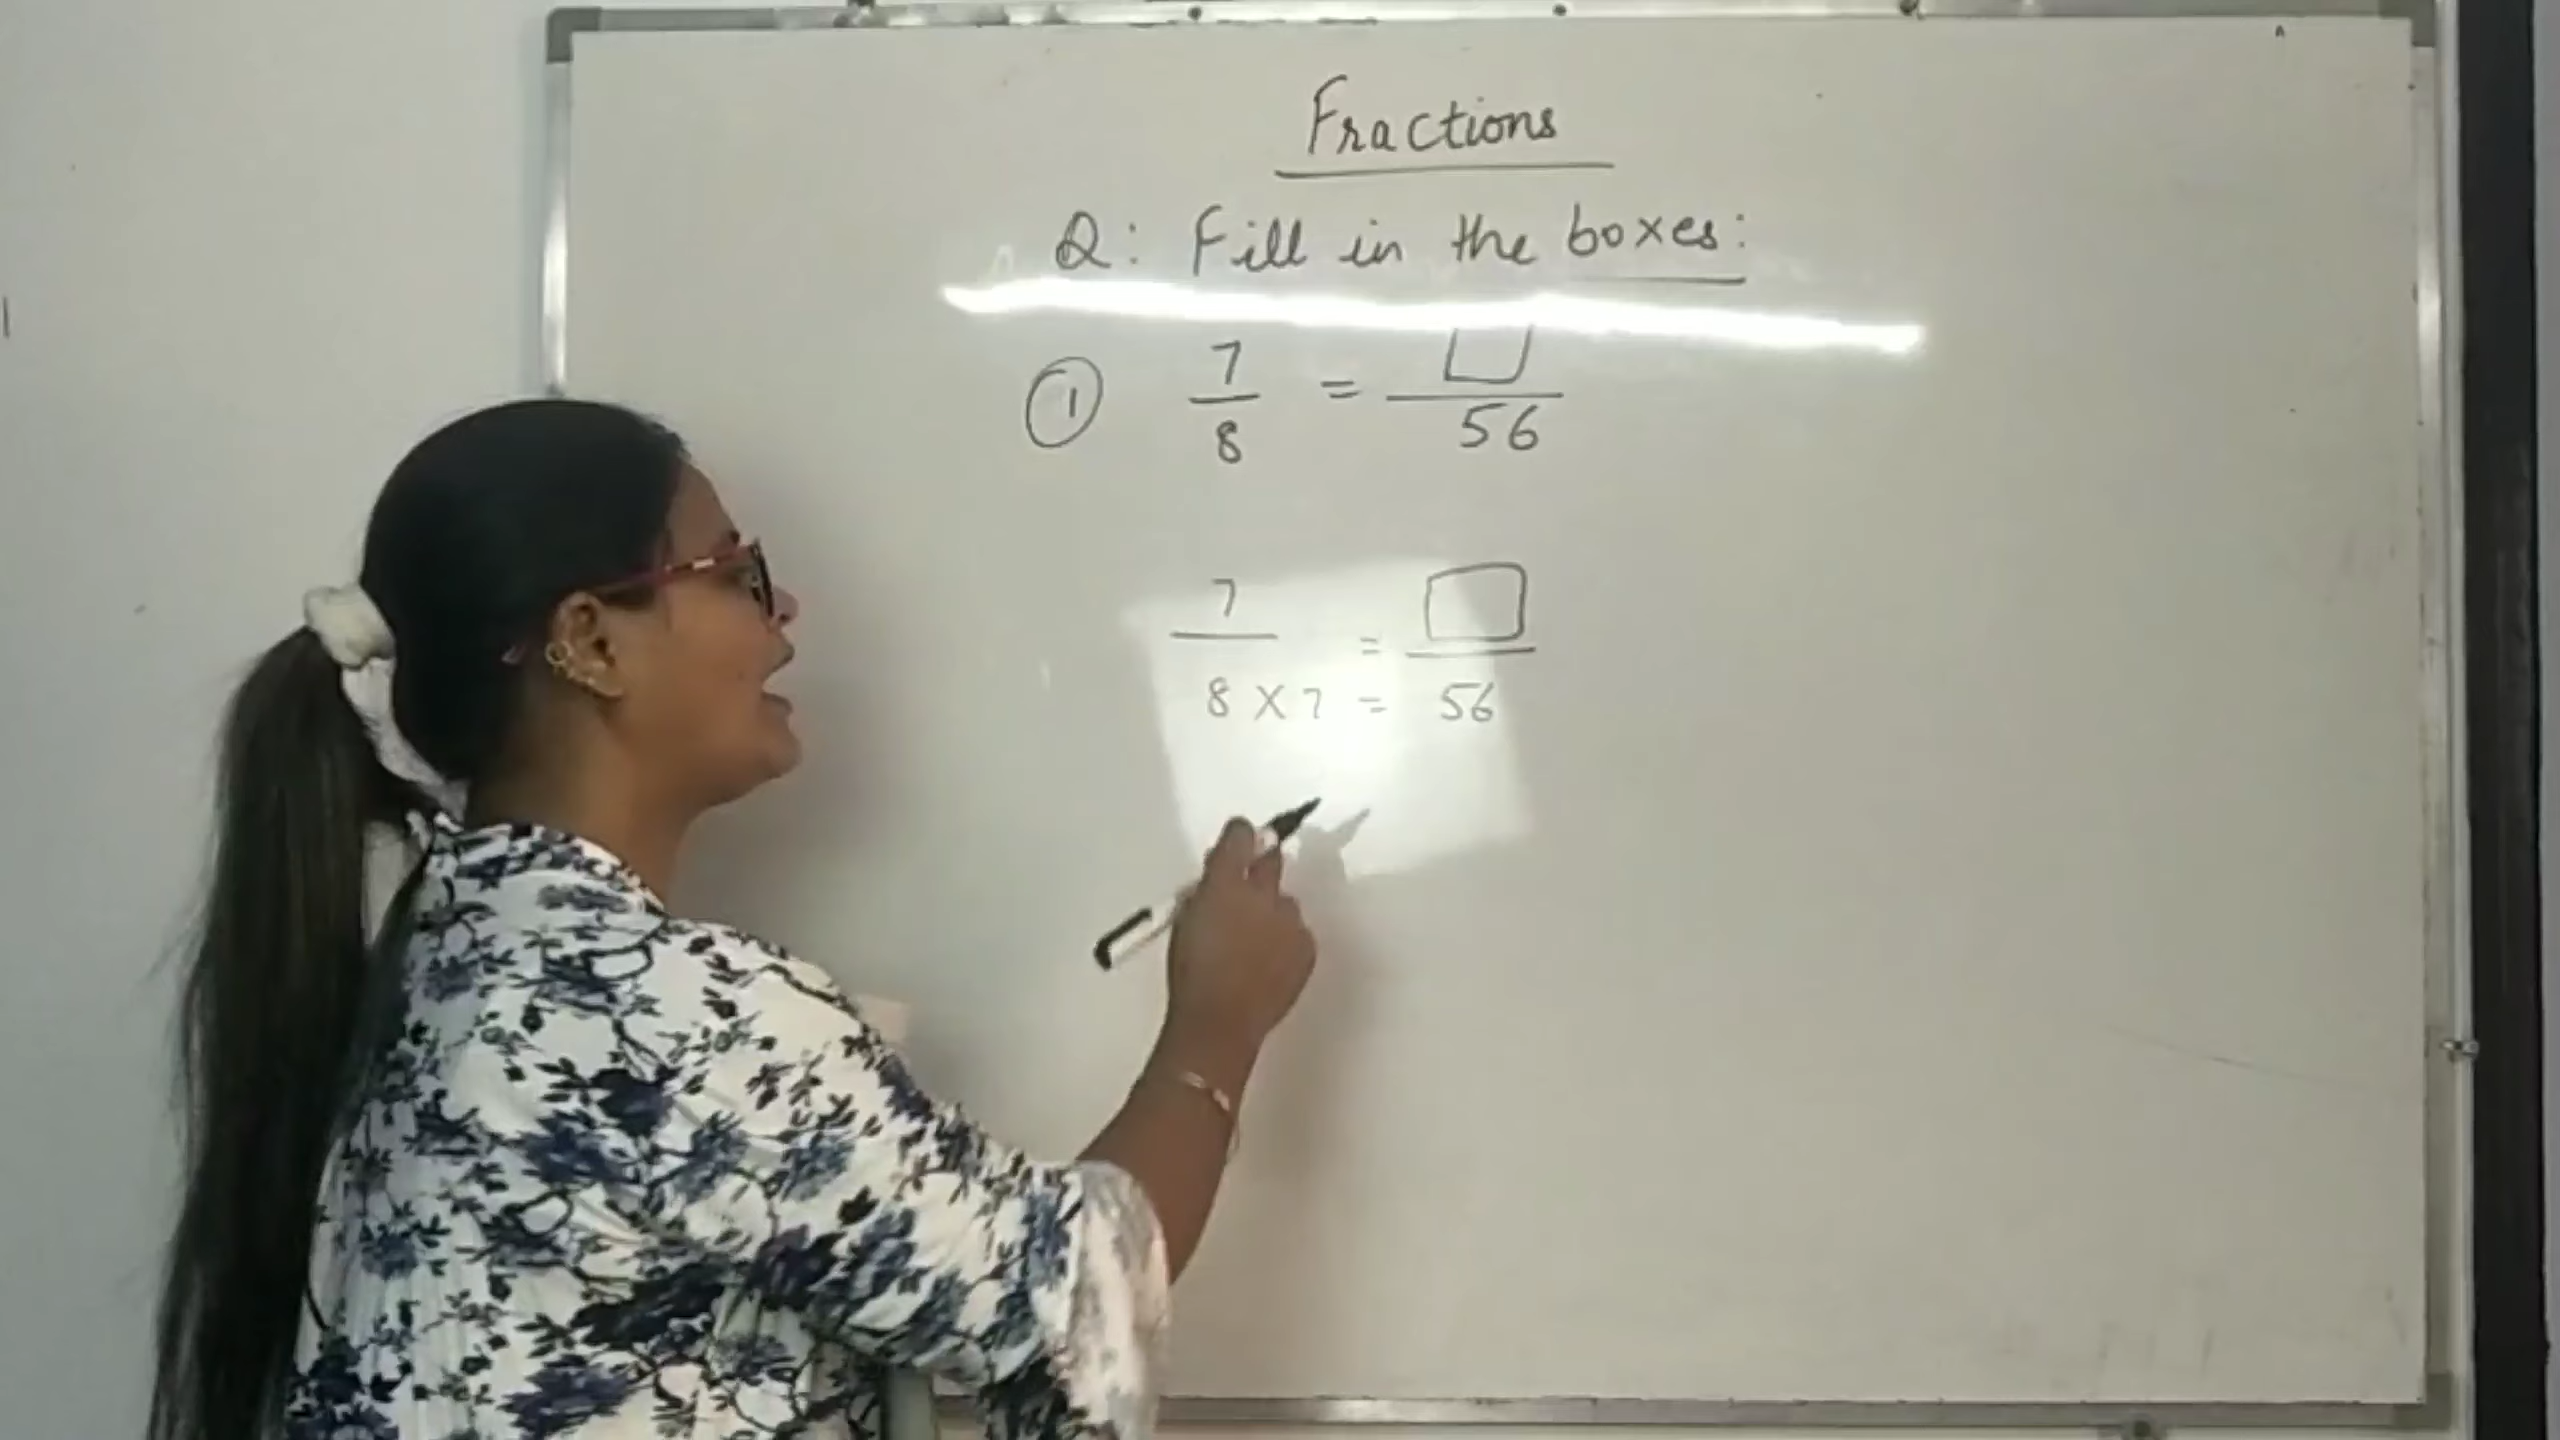 Fractions
Q: Fill in the boxes:
① 7/8 = □/56
7/8 × 7 = □/56